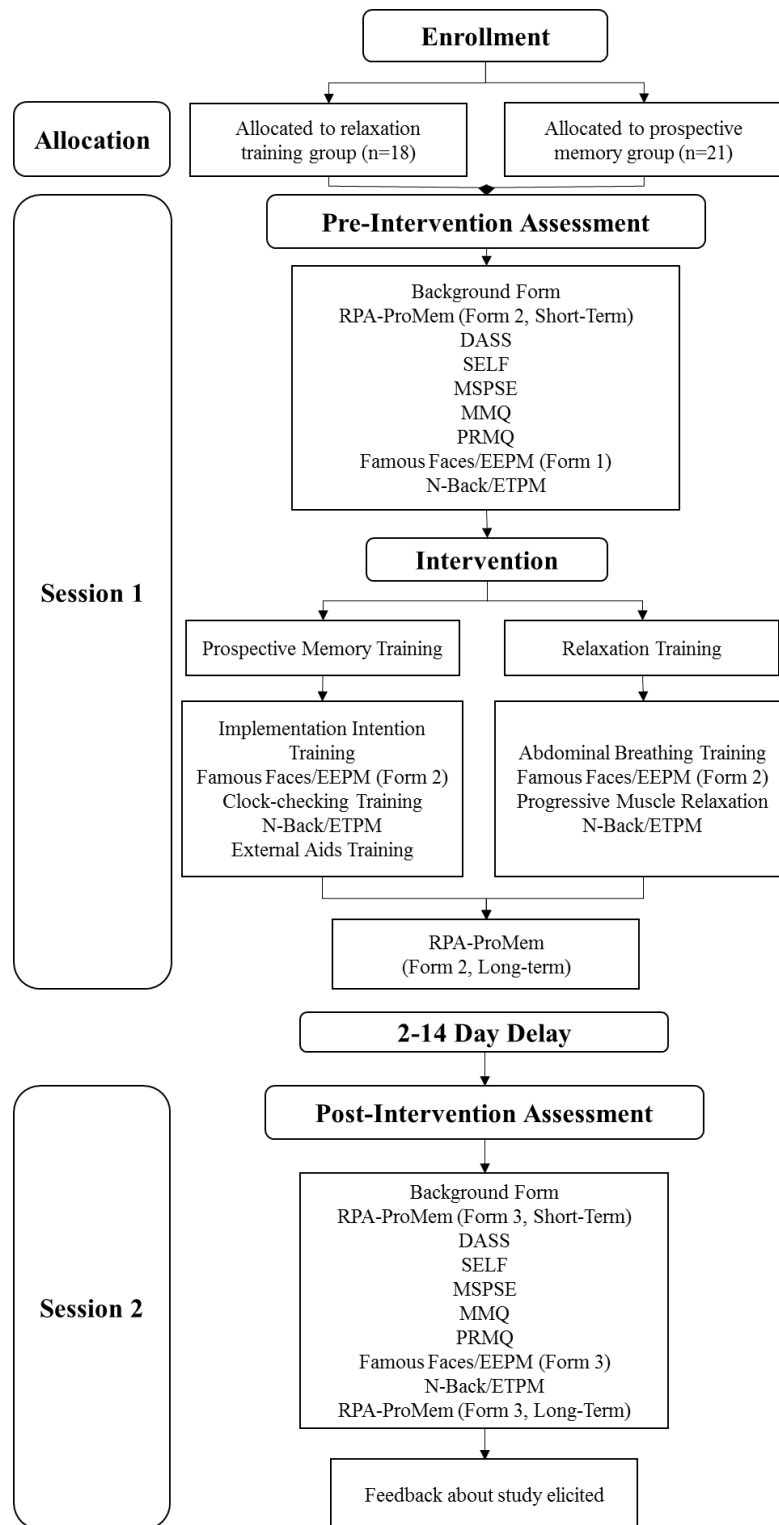 Enrollment
Allocation
Allocated to relaxation
training group (n=18)
Allocated to prospective
memory group (n=21)
Session 1
Pre-Intervention Assessment
Background Form
RPA-ProMem (Form 2, Short-Term)
DASS
SELF
MSPSE
MMQ
PRMQ
Famous Faces/EEPM (Form 1)
N-Back/ETPM
Intervention
Prospective Memory Training
Relaxation Training
Implementation Intention
Training
Famous Faces/EEPM (Form 2)
Clock-checking Training
N-Back/ETPM
External Aids Training
Abdominal Breathing Training
Famous Faces/EEPM (Form 2)
Progressive Muscle Relaxation
N-Back/ETPM
RPA-ProMem
(Form 2, Long-term)
2-14 Day Delay
Session 2
Post-Intervention Assessment
Background Form
RPA-ProMem (Form 3, Short-Term)
DASS
SELF
MSPSE
MMQ
PRMQ
Famous Faces/EEPM (Form 3)
N-Back/ETPM
RPA-ProMem (Form 3, Long-Term)
Feedback about study elicited